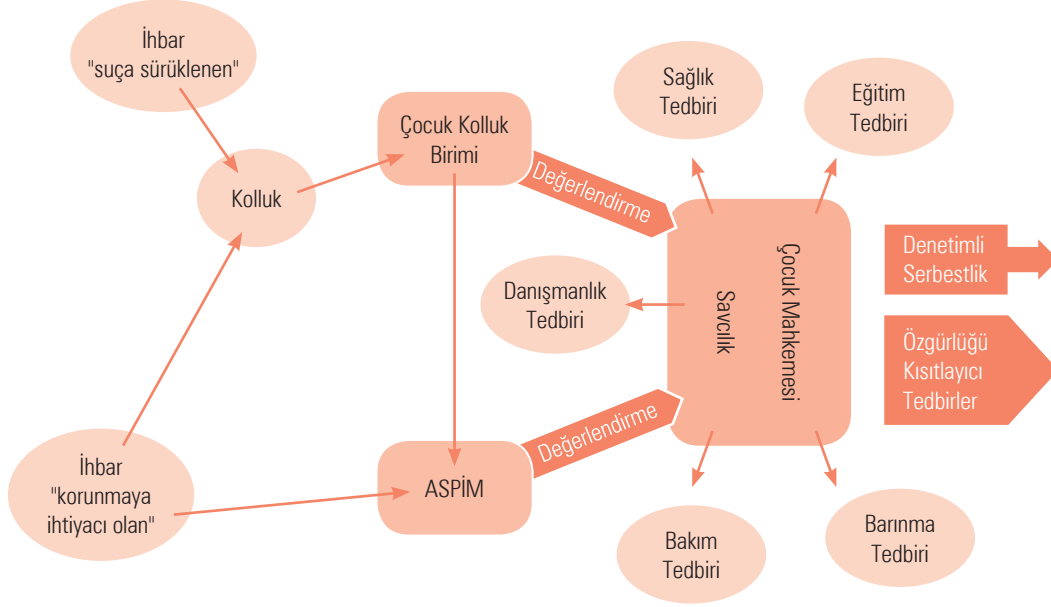 İhbar
"suça sürüklenen"
Kolluk
İhbar
"korunmaya
ihtiyacı olan"
Çocuk Kolluk
Birimi
ASPİM
Değerlendirme
Değerlendirme
Danışmanlık
Tedbiri
Sağlık
Tedbiri
Eğitim
Tedbiri
Savcılık
Çocuk Mahkemesi
Bakım
Tedbiri
Barınma
Tedbiri
Denetimli
Serbestlik
Özgürlüğü
Kısıtlayıcı
Tedbirler